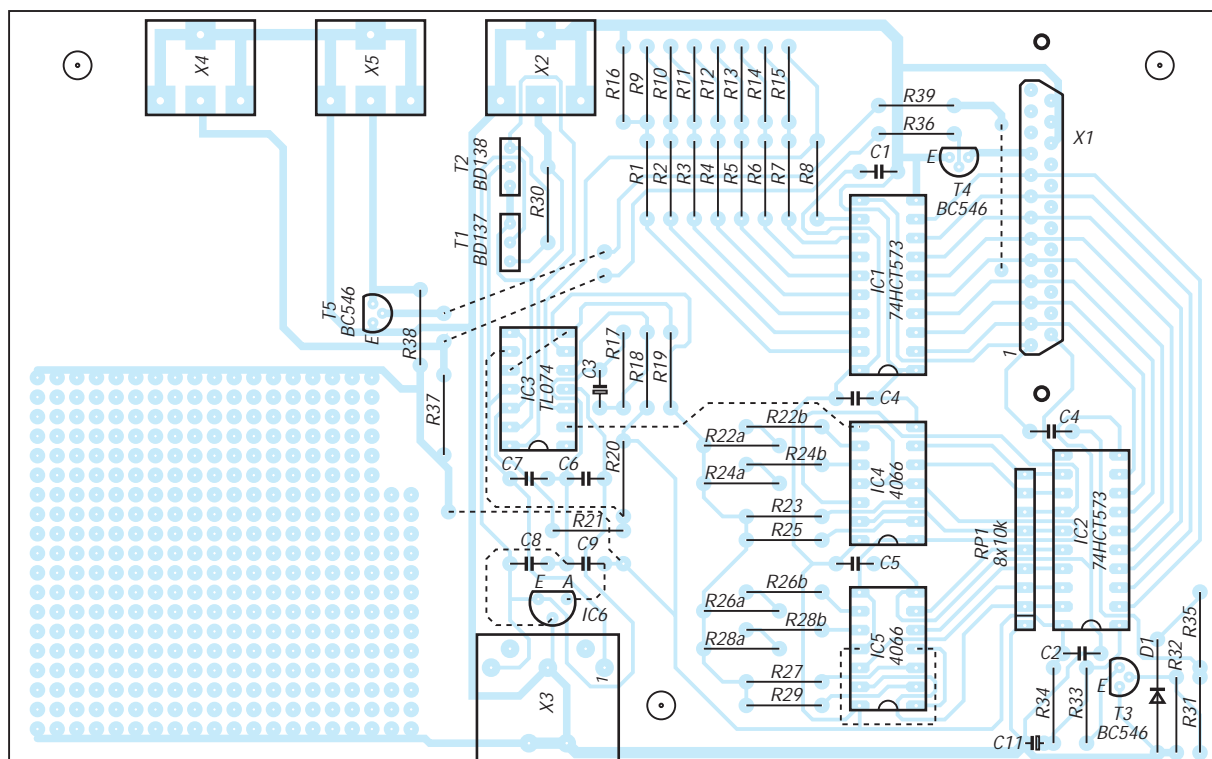 X4
X5
X2
R16
R9
R10
R11
R12
R13
R14
R15
R39
R36
X1
C1
E
T4
BC546
T2
BD138
R30
R1
R2
R3
R4
R5
R6
R7
R8
T1
BD137
IC1
74HCT573
T5
BC546
E
R38
1
IC3
TL074
C3
R17
R18
R19
R37
C4
R22b
R22a
C4
R24b
R24a
IC4
4066
C7
C6
R20
R23
R21
R25
RP1
8x10k
IC2
74HCT573
C8
C9
C5
E
A
IC6
R26b
R26a
R28b
R28a
IC5
4066
R35
C2
D1
R32
X3
1
R27
R29
R34
R33
E
T3
BC546
R31
C11